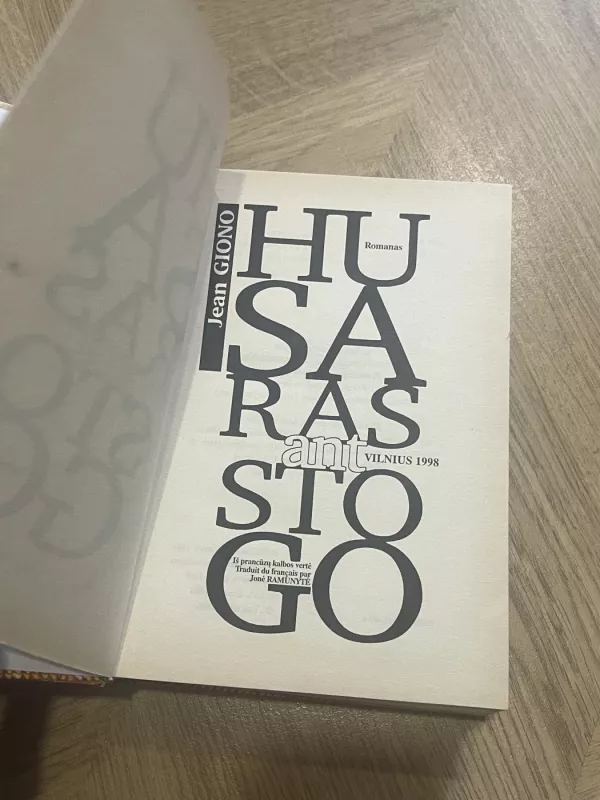 Jean GIONO
HU
Romanas
SA
RAS
ant
VILNIUS 1998
STO
GO
Iš prancūzų kalbos vertė
Traduit du français par
Jonė RAMUNYTĖ